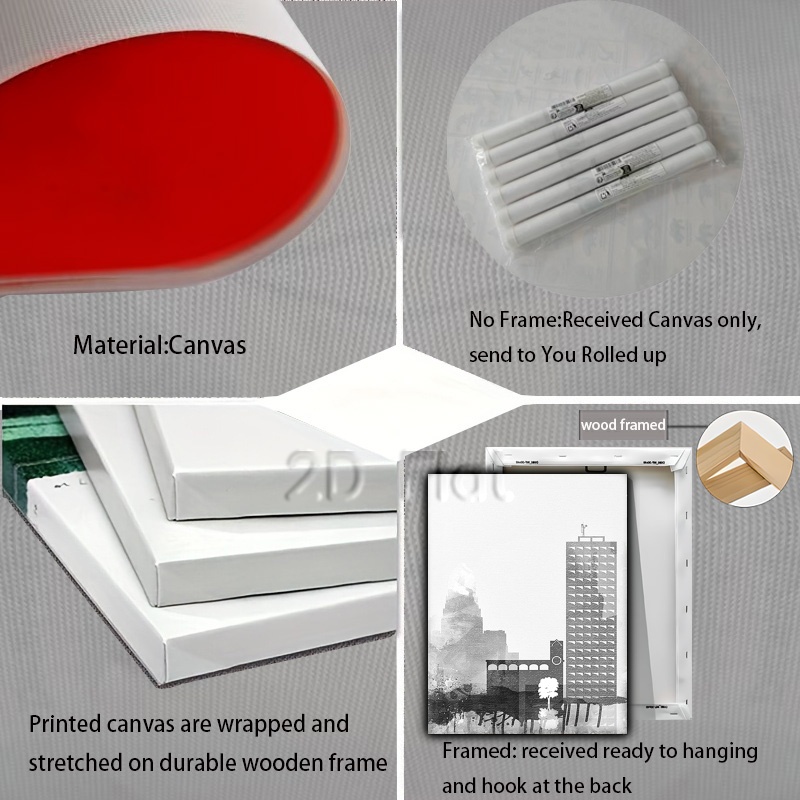 Material:Canvas
No Frame:Received Canvas only,
send to You Rolled up
wood framed
2D Flat
Printed canvas are wrapped and
stretched on durable wooden frame
Framed: received ready to hanging
and hook at the back